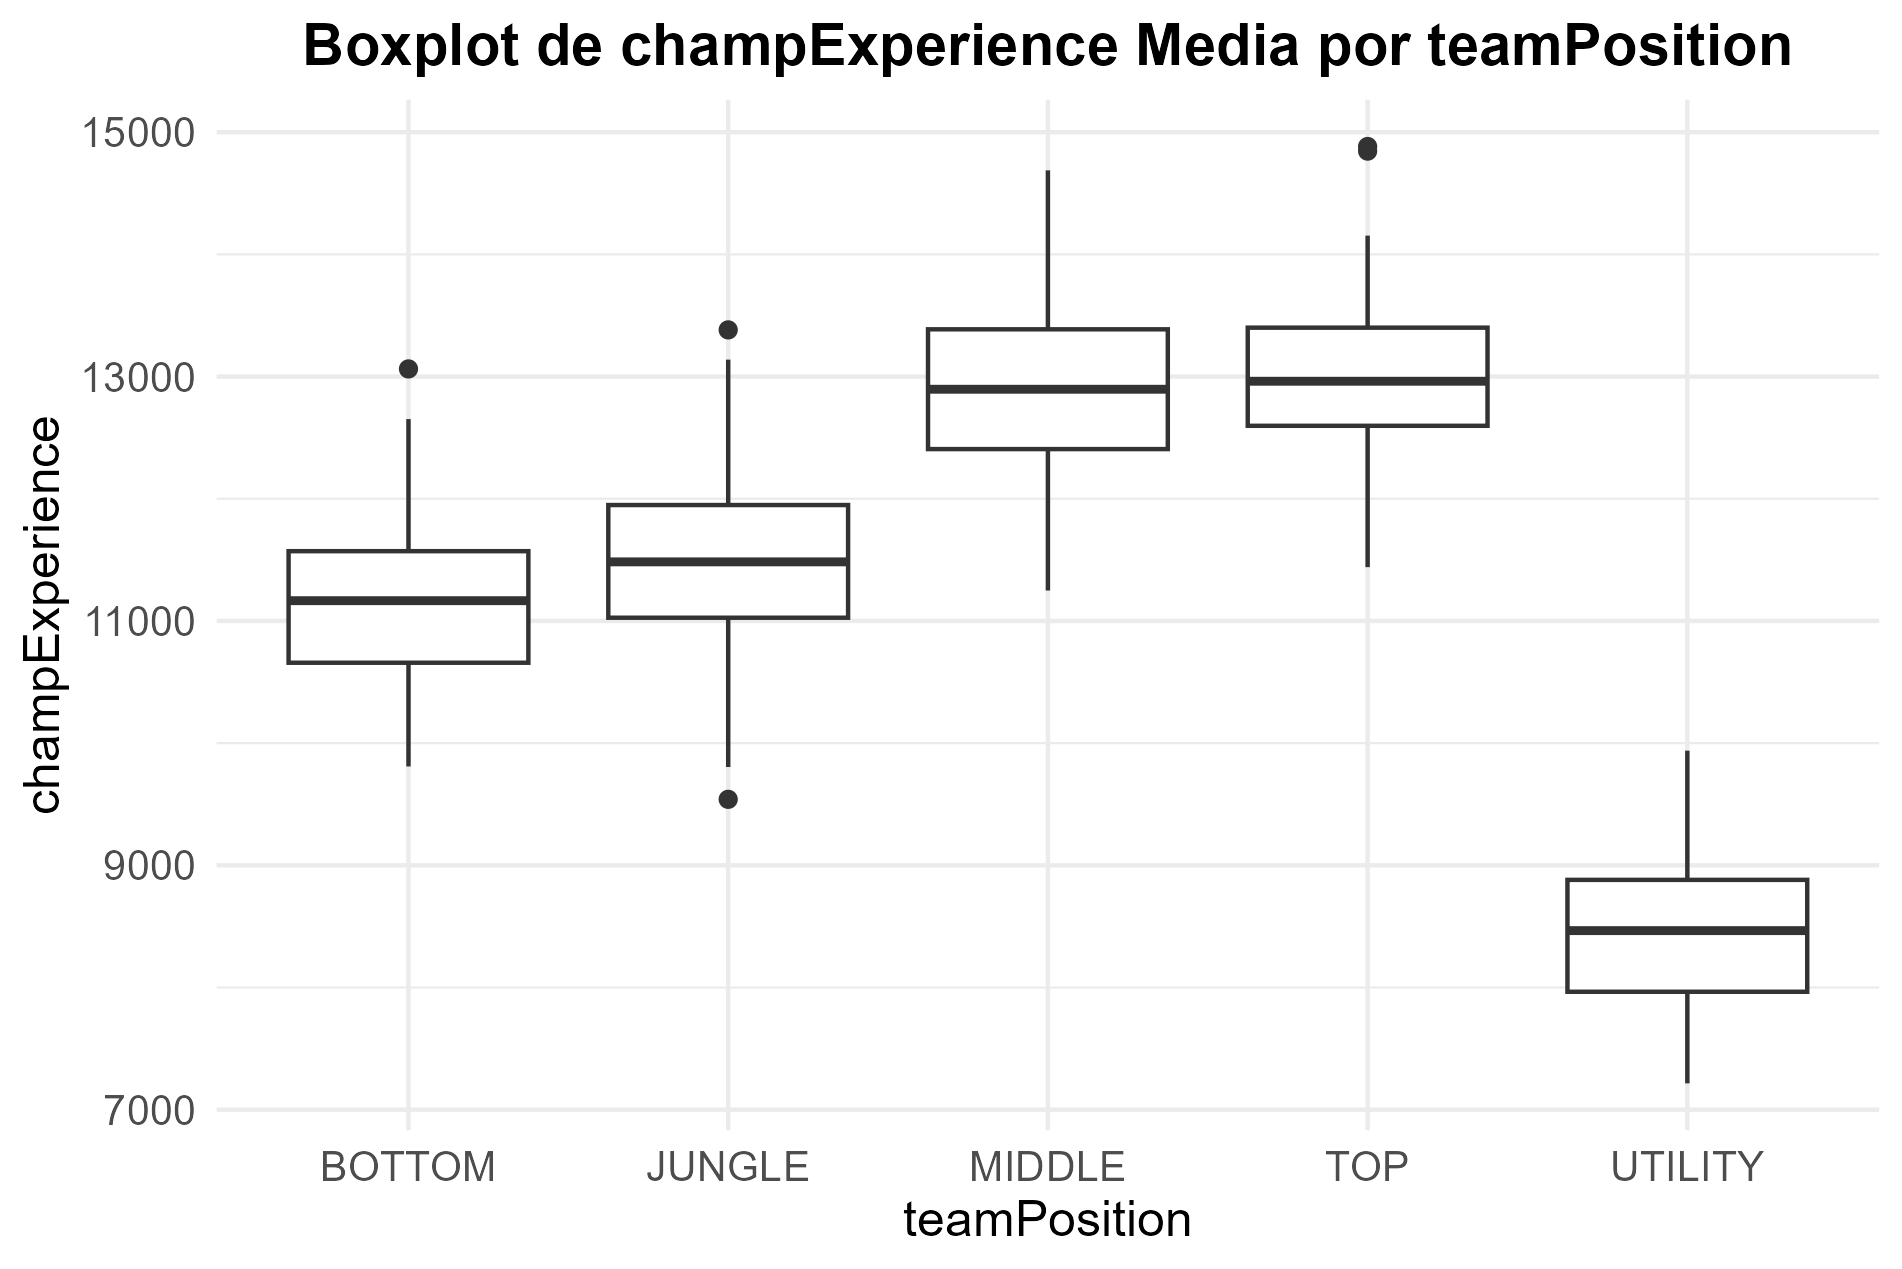 Boxplot de champExperience Media por teamPosition
champExperience
15000
13000
11000
9000
7000
BOTTOM JUNGLE MIDDLE TOP UTILITY
teamPosition